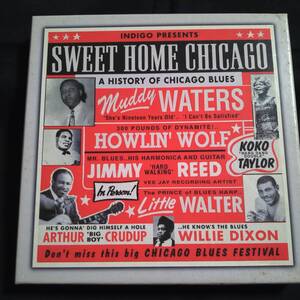 INDIGO PRESENTS
SWEET HOME CHICAGO
A HISTORY OF CHICAGO BLUES
Muddy
WATERS
'She's Nineteen Years Old'.. 'I Can't Be Satisfied'
300 POUNDS OF DYNAMITE!..
HOWLIN' WOLF
KOKO
TAYLOR
MR. BLUES..HIS HARMONICA AND GUITAR
JIMMY "HARD WALKING" REED
VEE JAY RECORDING ARTIST
In Person!
The PRINCE of BLUES HARP..
Little
WALTER
HE'S GONNA' DIG HIMSELF A HOLE
ARTHUR "BIG BOY" CRUDUP
..HE KNOW'S THE BLUES
WILLIE DIXON
Don't miss this big CHICAGO BLUES FESTIVAL